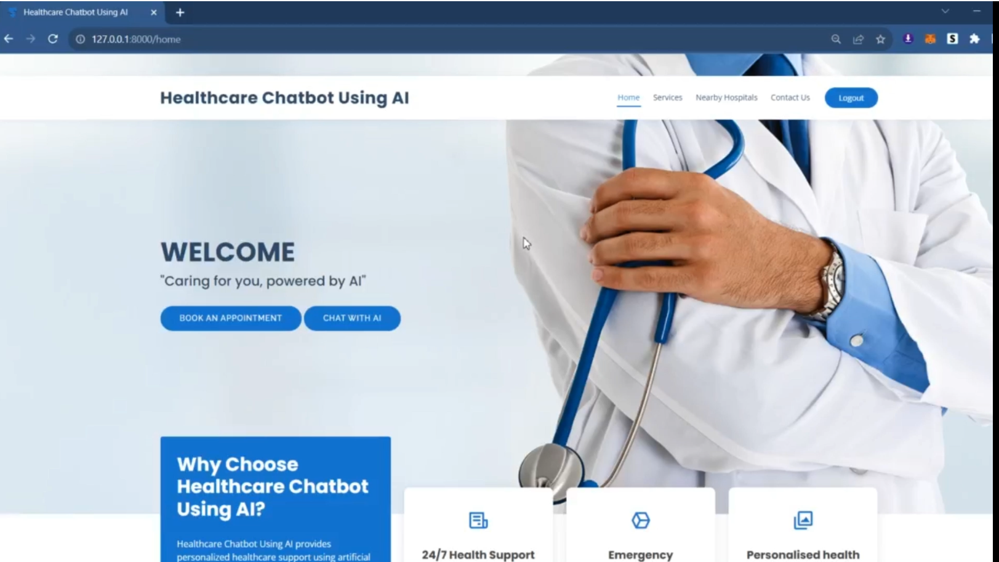 Healthcare Chatbot Using AI
127.0.0.1:8000/home
Healthcare Chatbot Using AI
Home
Services
Nearby Hospitals
Contact Us
Logout
WELCOME
"Caring for you, powered by AI"
BOOK AN APPOINTMENT
CHAT WITH AI
Why Choose
Healthcare Chatbot
Using AI?
Healthcare Chatbot Using AI provides
personalized healthcare support using artificial
24/7 Health Support
Emergency
Personalised health